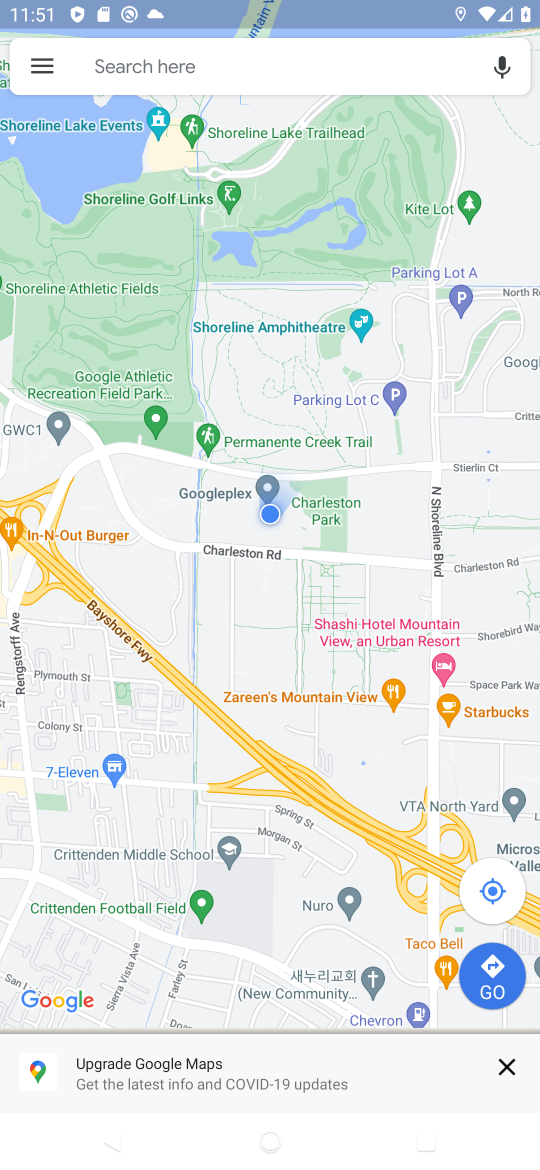 11:51
Mountain V
Search here
Shoreline Lake Events
Shoreline Lake Trailhead
Shoreline Golf Links
Kite Lot
Parking Lot A
Shoreline Athletic Fields
North R
Shoreline Amphitheatre
Googl
Google Athletic
Recreation Field Park...
Parking Lot C
Critte
GWC1
Permanente Creek Trail
Stierlin Ct
Googleplex
Charleston
Park
N Shoreline Blvd
In-N-Out Burger
Charleston Rd
Charleston Rd
Bayshore Fwy
Rengstorff Ave
Shashi Hotel Mountain
View, an Urban Resort
Shorebird Way
Plymouth St
Space Park Way
Zareen's Mountain View
Starbucks
Colony St
7-Eleven
VTA North Yard
Spring St
Morgan St
Micros
Valle
Crittenden Middle School
Nuro
Crittenden Football Field
Taco Bell
Sierra Vista Ave
Farley St
San L
새누리교회
(New Community...
GO
Google
Chevron
Upgrade Google Maps
Get the latest info and COVID-19 updates